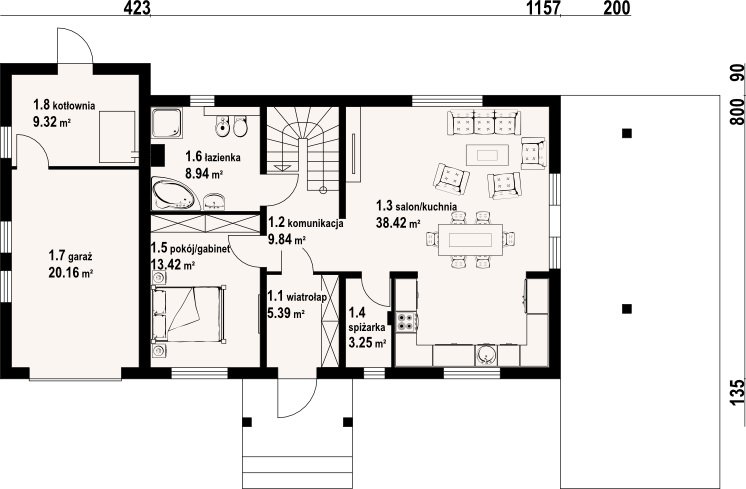 423
1157
200
90
800
135
1.8 kotłownia
9.32 m²
1.6 łazienka
8.94 m²
1.3 salon/kuchnia
38.42 m²
1.2 komunikacja
9.84 m²
1.5 pokój/gabinet
13.42 m²
1.7 garaż
20.16 m²
1.1 wiatrołap
5.39 m²
1.4
spiżarka
3.25 m²